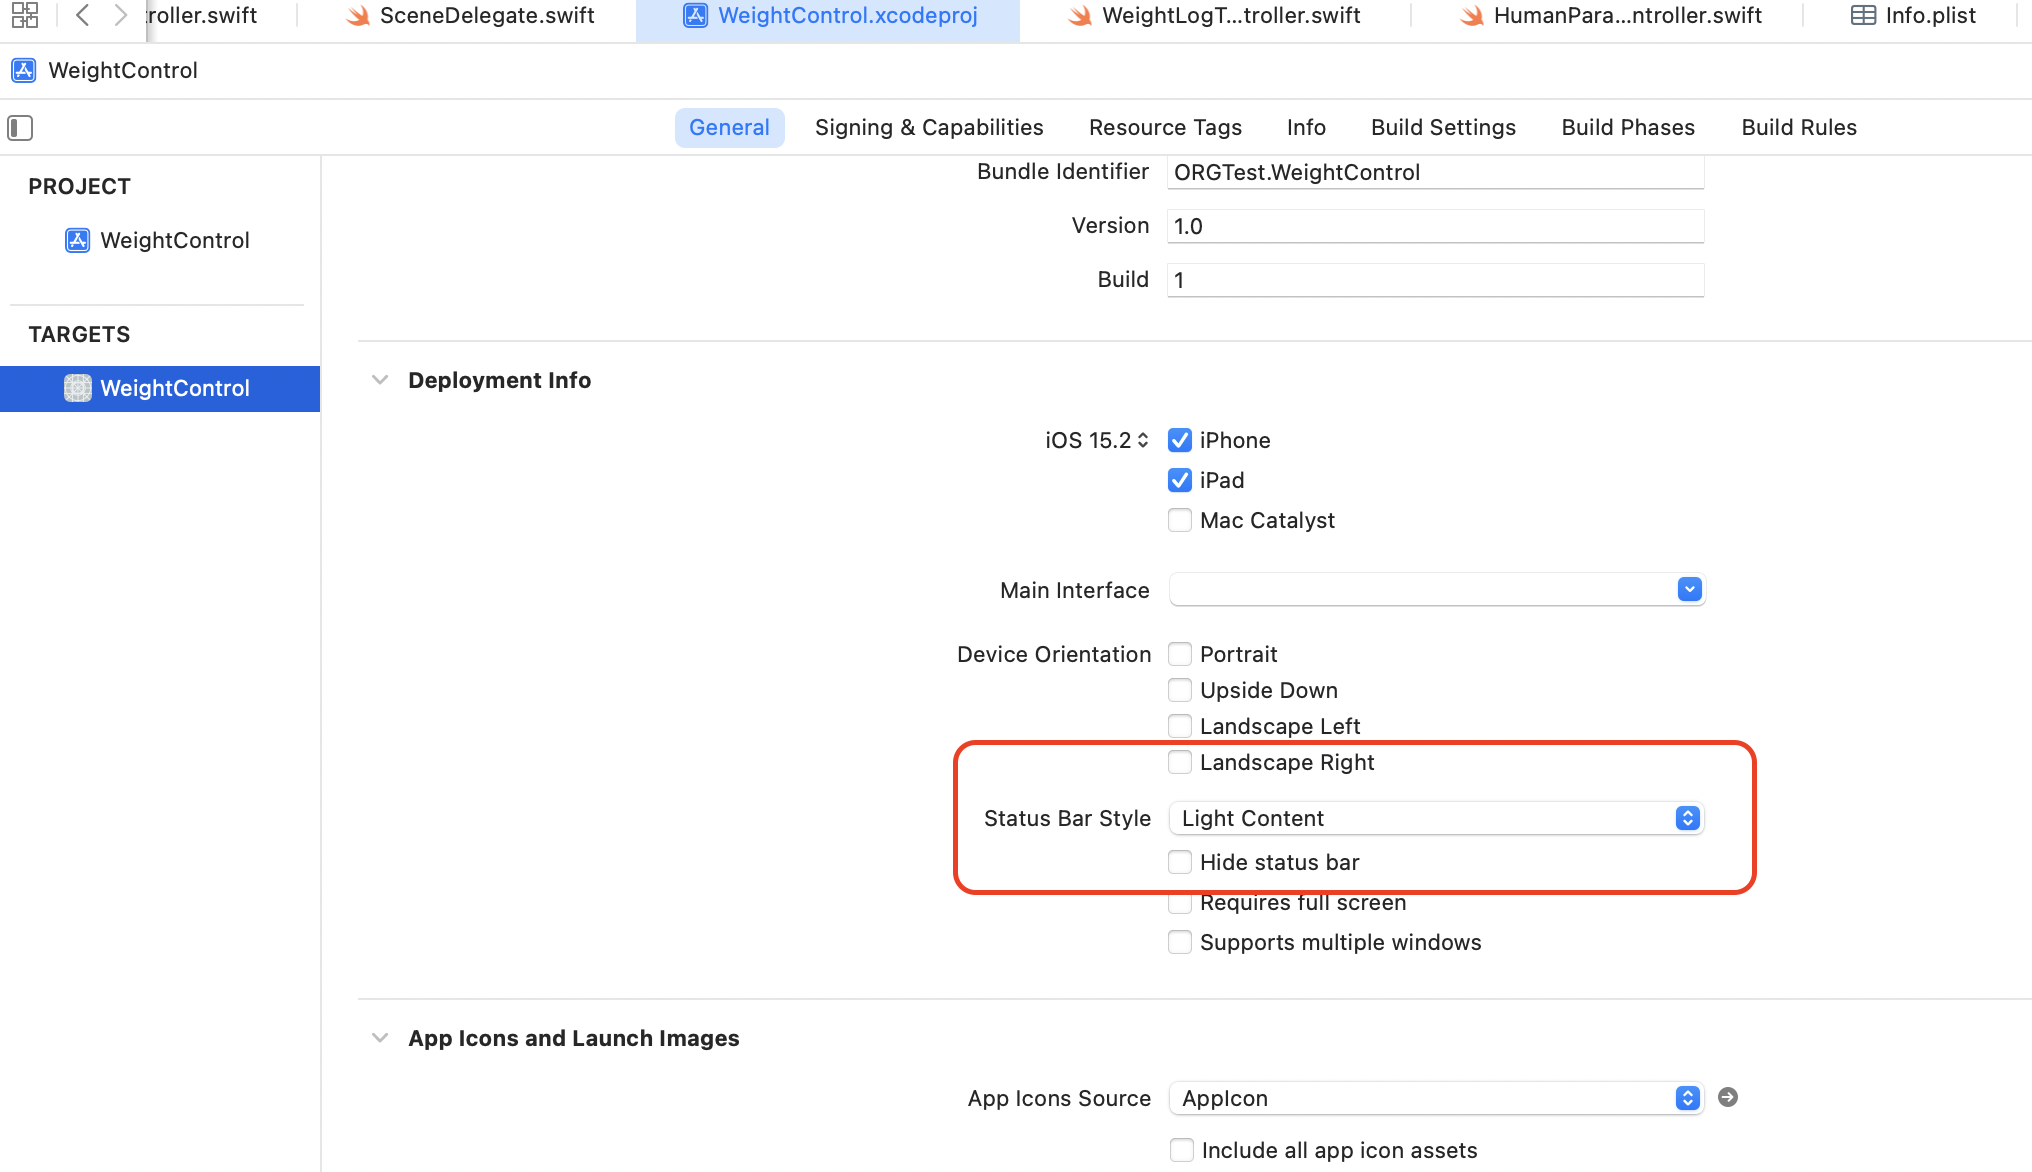 troller.swift SceneDelegate.swift WeightControl.xcodeproj WeightLogT...troller.swift HumanPara...ntroller.swift Info.plist
WeightControl
General Signing & Capabilities Resource Tags Info Build Settings Build Phases Build Rules
PROJECT
WeightControl
TARGETS
WeightControl
Bundle Identifier ORGTest.WeightControl
Version 1.0
Build 1
Deployment Info
iOS 15.2 iPhone
iPad
Mac Catalyst
Main Interface
Device Orientation Portrait
Upside Down
Landscape Left
Landscape Right
Status Bar Style Light Content
Hide status bar
Requires full screen
Supports multiple windows
App Icons and Launch Images
App Icons Source AppIcon
Include all app icon assets